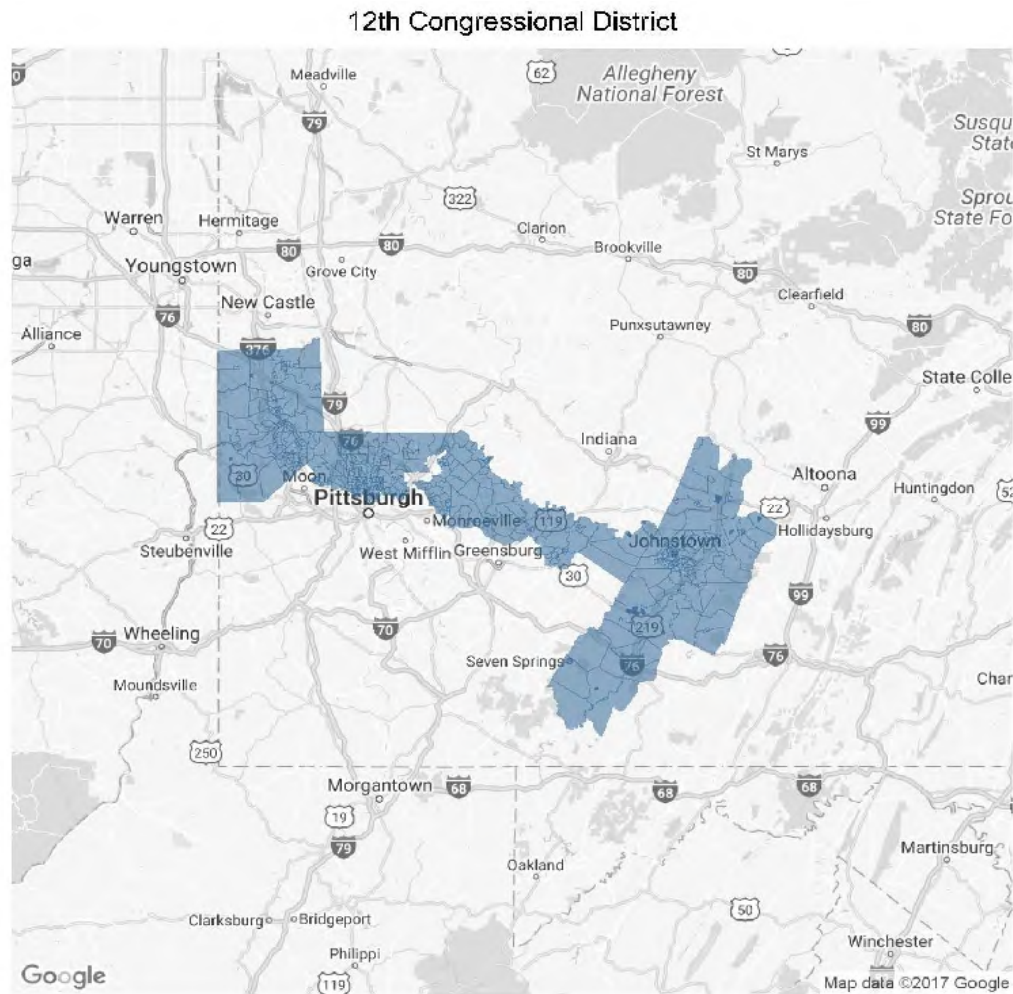 12th Congressional District
Meadville
62
Allegheny
National Forest
79
Susqu
State
St Marys
322
Sprou
State Fo
Warren
Hermitage
Clarion
80
80
Brookville
ga
Youngstown
Grove City
80
New Castle
Clearfield
76
Punxsutawney
80
Alliance
376
State Colle
79
99
76
Indiana
30
Moon
Altoona
Huntingdon
Pittsburgh
22
52
22
Monroeville
119
Hollidaysburg
Steubenville
West Mifflin
Greensburg
Johnstown
30
99
70
Wheeling
70
219
76
Seven Springs
76
Moundsville
Char
250
Morgantown
68
68
68
19
79
Martinsburg
Oakland
Clarksburg
Bridgeport
50
Philippi
Winchester
119
Google
Map data ©2017 Google